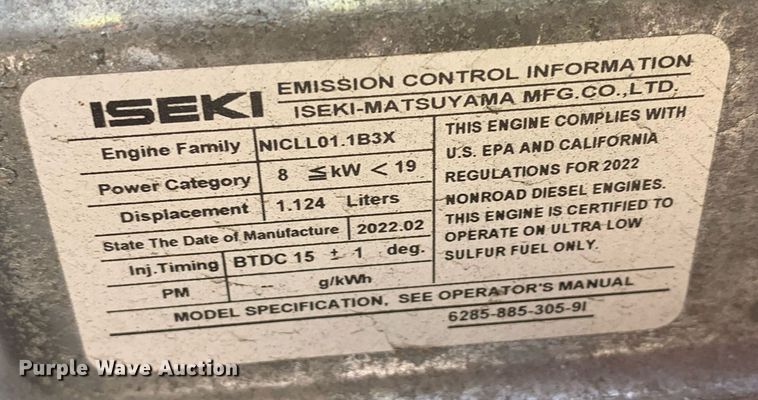 ISEKI
EMISSION CONTROL INFORMATION
ISEKI-MATSUYAMA MFG.CO.,LTD.
Engine Family NICLL01.1B3X
Power Category 8 ≦kW < 19
Displacement 1.124 Liters
State The Date of Manufacture 2022.02
Inj.Timing BTDC 15 ± 1 deg.
PM -- g/kWh
THIS ENGINE COMPLIES WITH
U.S. EPA AND CALIFORNIA
REGULATIONS FOR 2022
NONROAD DIESEL ENGINES.
THIS ENGINE IS CERTIFIED TO
OPERATE ON ULTRA LOW
SULFUR FUEL ONLY.
MODEL SPECIFICATION, SEE OPERATOR'S MANUAL
6285-885-305-9I
Purple Wave Auction